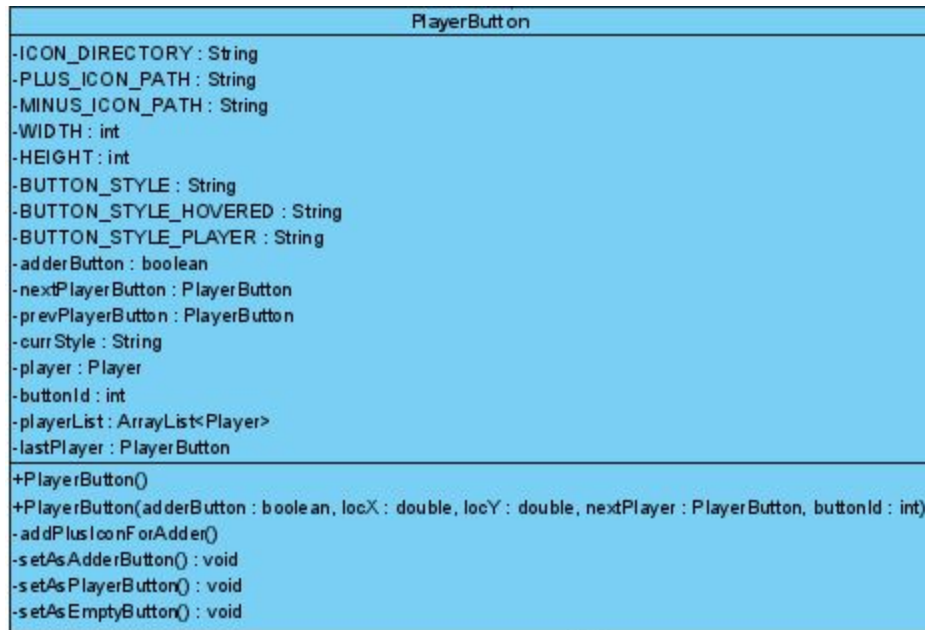 PlayerButton
-ICON_DIRECTORY : String
-PLUS_ICON_PATH : String
-MINUS_ICON_PATH : String
-WIDTH : int
-HEIGHT : int
-BUTTON_STYLE : String
-BUTTON_STYLE_HOVERED : String
-BUTTON_STYLE_PLAYER : String
-adderButton : boolean
-nextPlayerButton : PlayerButton
-prevPlayerButton : PlayerButton
-currStyle : String
-player : Player
-buttonId : int
-playerList : ArrayList<Player>
-lastPlayer : PlayerButton
+PlayerButton()
+PlayerButton(adderButton : boolean, locX : double, locY : double, nextPlayer : PlayerButton, buttonId : int)
-addPlusIconForAdder()
-setAsAdderButton() : void
-setAsPlayerButton() : void
-setAsEmptyButton() : void